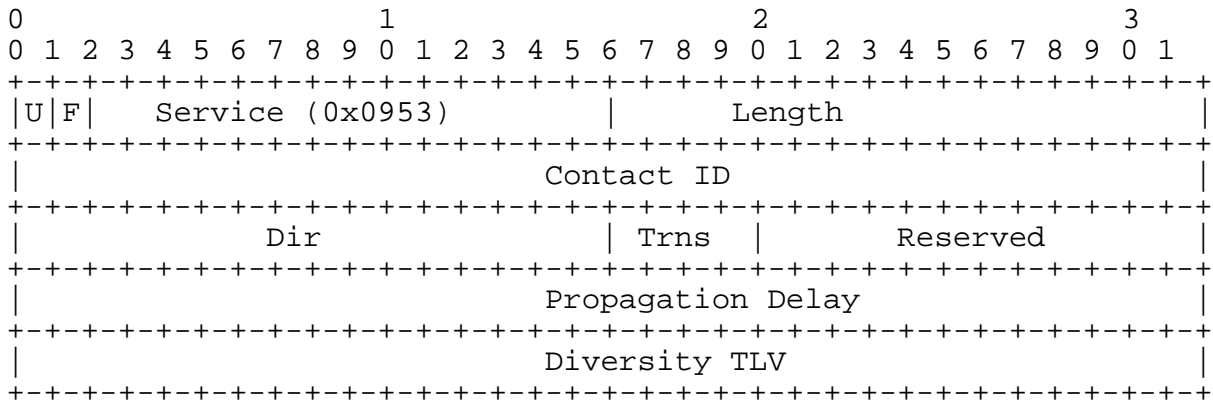 0                   1                   2                   3
0 1 2 3 4 5 6 7 8 9 0 1 2 3 4 5 6 7 8 9 0 1 2 3 4 5 6 7 8 9 0 1
+-+-+-+-+-+-+-+-+-+-+-+-+-+-+-+-+-+-+-+-+-+-+-+-+-+-+-+-+-+-+-+-+
|U|F|    Service (0x0953)        |      Length                   |
+-+-+-+-+-+-+-+-+-+-+-+-+-+-+-+-+-+-+-+-+-+-+-+-+-+-+-+-+-+-+-+-+
|                            Contact ID                         |
+-+-+-+-+-+-+-+-+-+-+-+-+-+-+-+-+-+-+-+-+-+-+-+-+-+-+-+-+-+-+-+-+
|             Dir               | Trns  |       Reserved        |
+-+-+-+-+-+-+-+-+-+-+-+-+-+-+-+-+-+-+-+-+-+-+-+-+-+-+-+-+-+-+-+-+
|                            Propagation Delay                  |
+-+-+-+-+-+-+-+-+-+-+-+-+-+-+-+-+-+-+-+-+-+-+-+-+-+-+-+-+-+-+-+-+
|                            Diversity TLV                      |
+-+-+-+-+-+-+-+-+-+-+-+-+-+-+-+-+-+-+-+-+-+-+-+-+-+-+-+-+-+-+-+-+